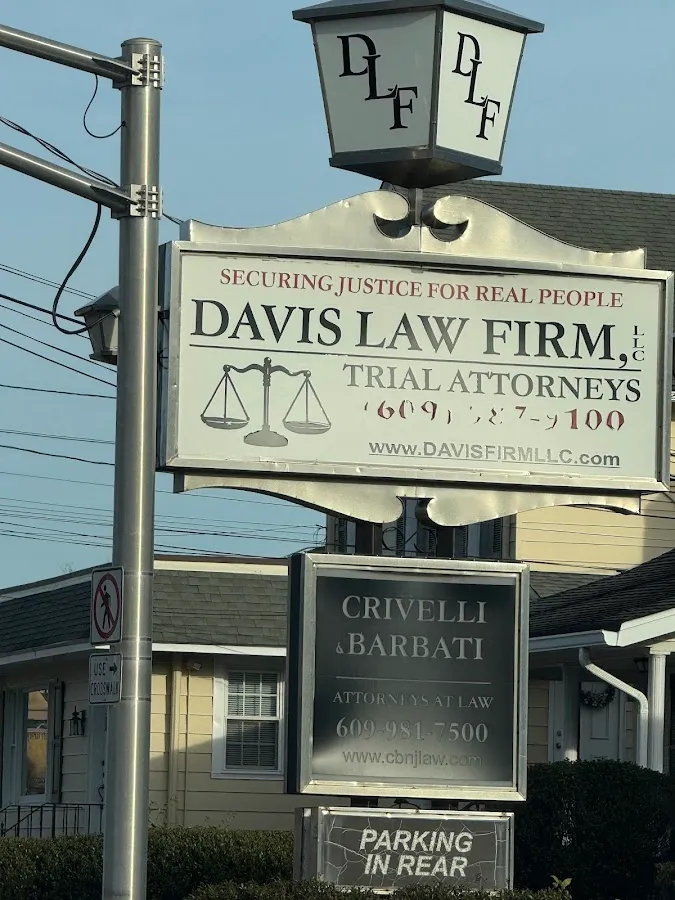 DLF
DLF
SECURING JUSTICE FOR REAL PEOPLE
DAVIS LAW FIRM, LLC
TRIAL ATTORNEYS
www.DAVISFIRMLLC.com
CRIVELLI
& BARBATI
ATTORNEYS AT LAW
609-981-7500
www.cbnjlaw.com
USE
CROSSWALK
PARKING
IN REAR